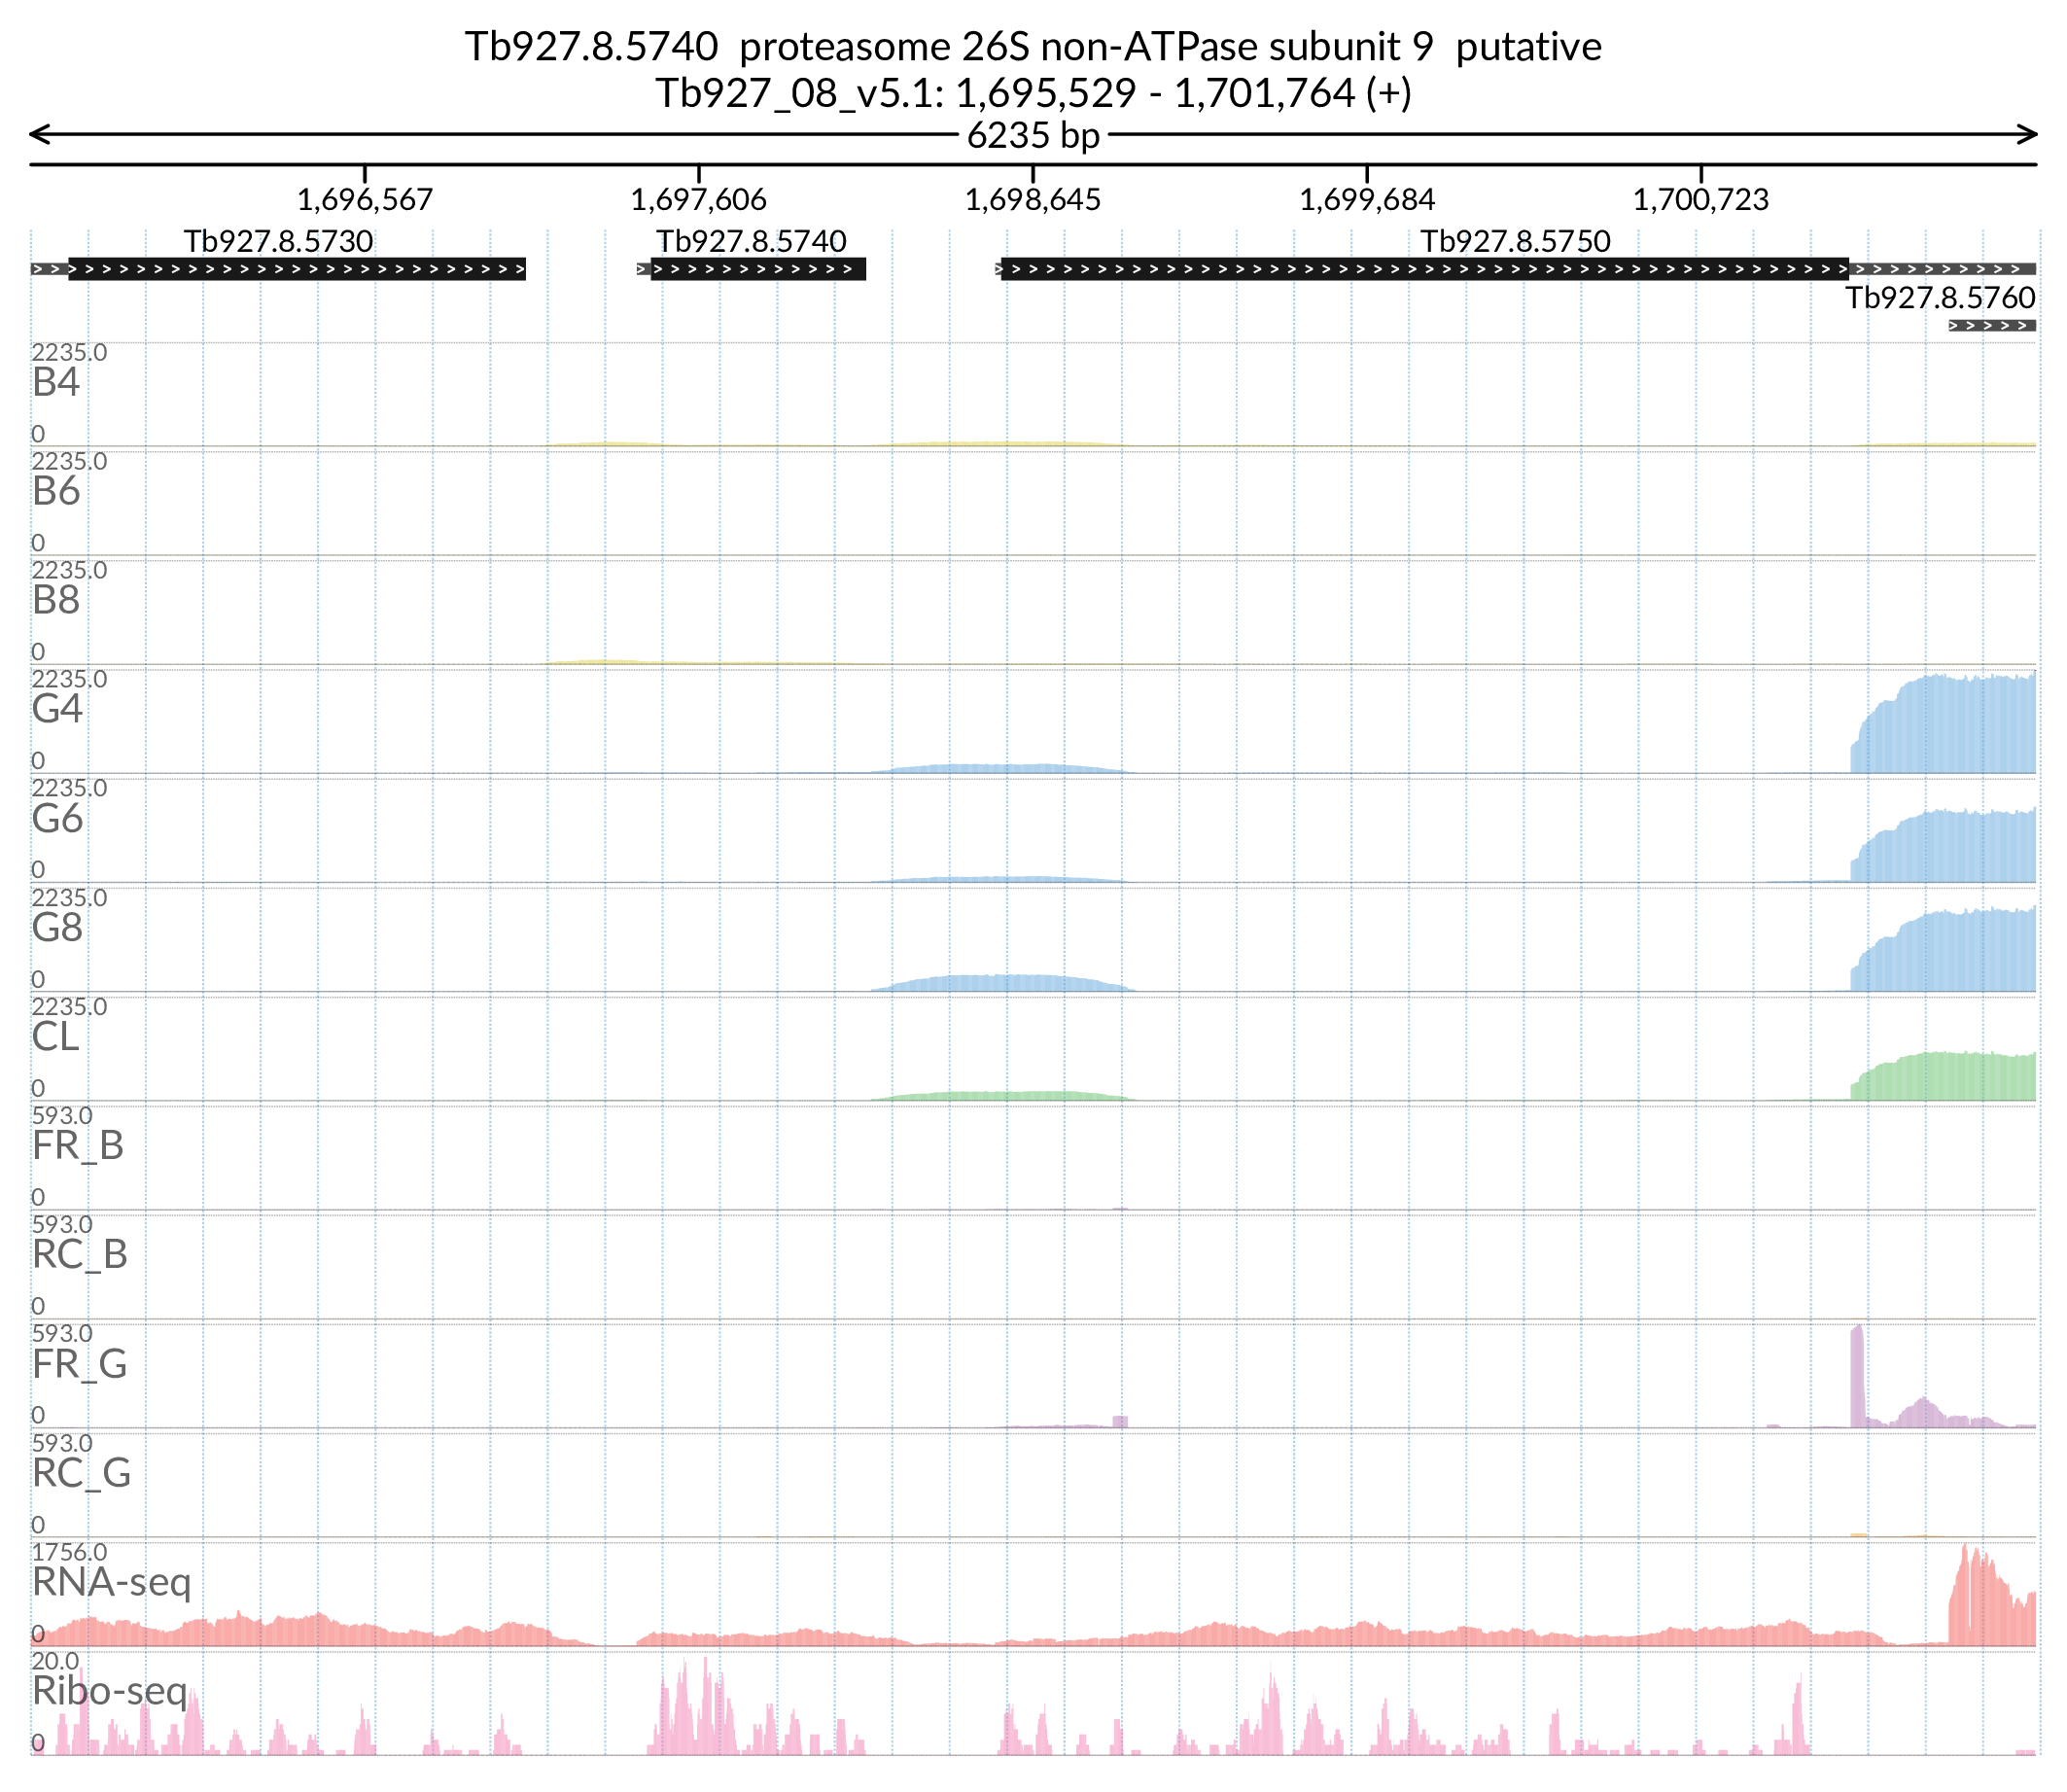 Tb927.8.5740  proteasome 26S non-ATPase subunit 9  putative
Tb927_08_v5.1: 1,695,529 - 1,701,764 (+)
6235 bp
1,696,567 1,697,606 1,698,645 1,699,684 1,700,723
Tb927.8.5730 Tb927.8.5740 Tb927.8.5750
Tb927.8.5760
2235.0
B4
0
2235.0
B6
0
2235.0
B8
0
2235.0
G4
0
2235.0
G6
0
2235.0
G8
0
2235.0
CL
0
593.0
FR_B
0
593.0
RC_B
0
593.0
FR_G
0
593.0
RC_G
0
1756.0
RNA-seq
0
20.0
Ribo-seq
0